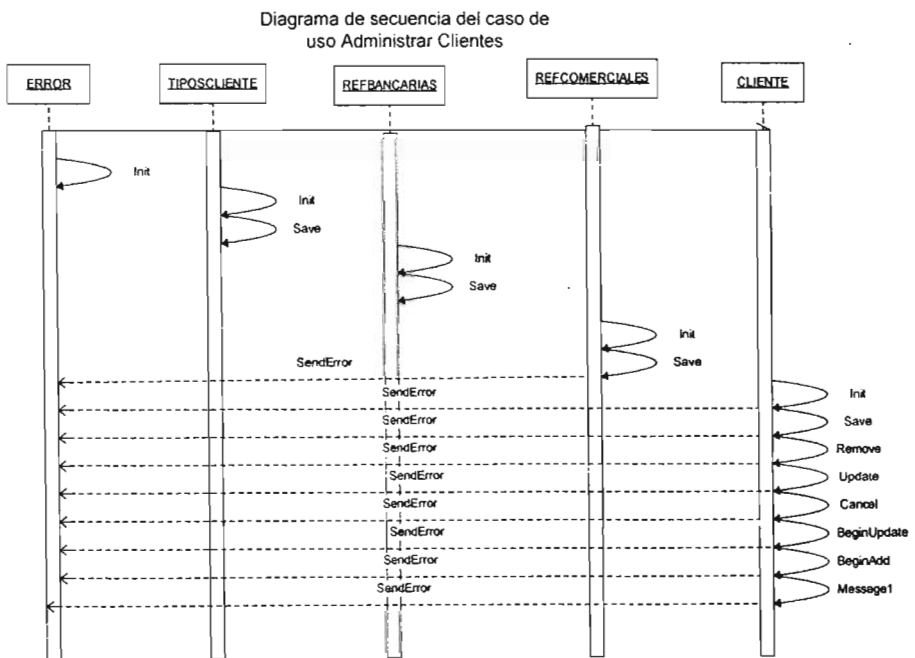 Diagrama de secuencia del caso de
uso Administrar Clientes
ERROR
TIPOSCLIENTE
REFBANCARIAS
REFCOMERCIALES
CLIENTE
Init
Init
Save
Init
Save
Init
Save
SendError
SendError
Init
SendError
Save
SendError
Remove
SendError
Update
SendError
Cancel
SendError
BeginUpdate
SendError
BeginAdd
SendError
Message1